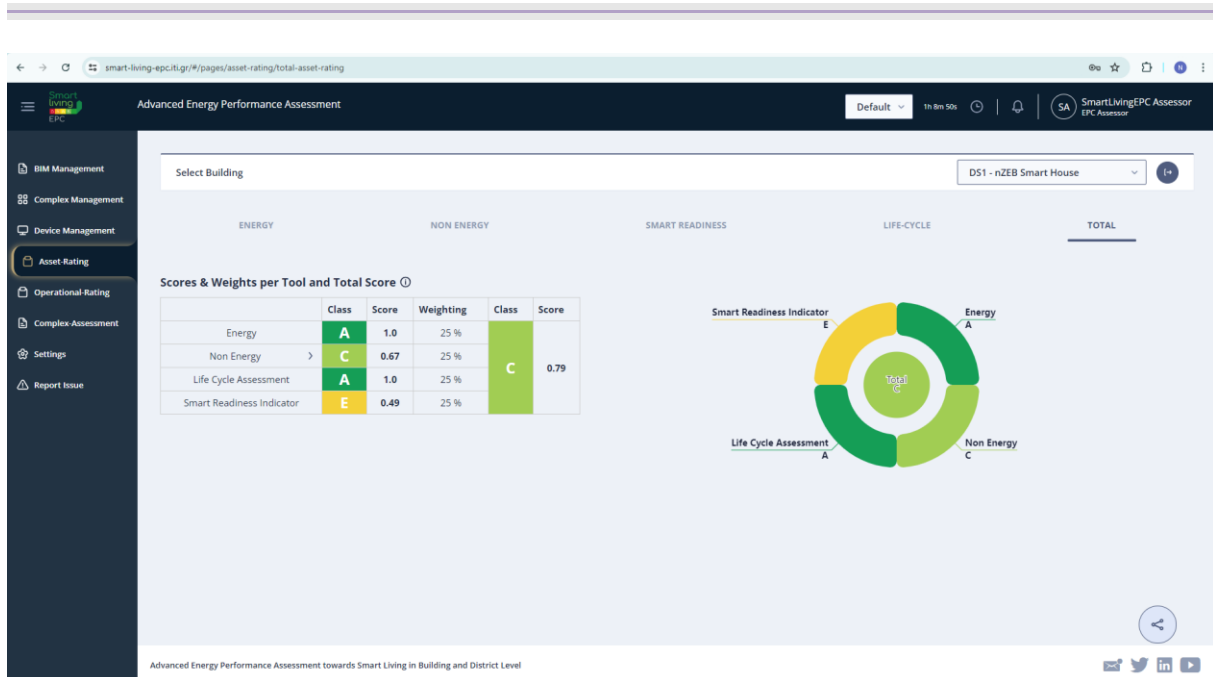 smart-living-epc.iti.gr/#/pages/asset-rating/total-asset-rating
N
Smart
living
EPC
Advanced Energy Performance Assessment
Default
1h 8m 50s
SA
SmartLivingEPC Assessor
EPC Assessor
BIM Management
Complex Management
Device Management
Asset-Rating
Operational-Rating
Complex-Assessment
Settings
Report Issue
Select Building
DS1 - nZEB Smart House
ENERGY NON ENERGY SMART READINESS LIFE-CYCLE TOTAL
Scores & Weights per Tool and Total Score
Class Score Weighting Class Score
Energy A 1.0 25 %
Non Energy > C 0.67 25 %
Life Cycle Assessment A 1.0 25 %
Smart Readiness Indicator E 0.49 25 %
C 0.79
Smart Readiness Indicator
E
Energy
A
Total
C
Life Cycle Assessment
A
Non Energy
C
Advanced Energy Performance Assessment towards Smart Living in Building and District Level
in